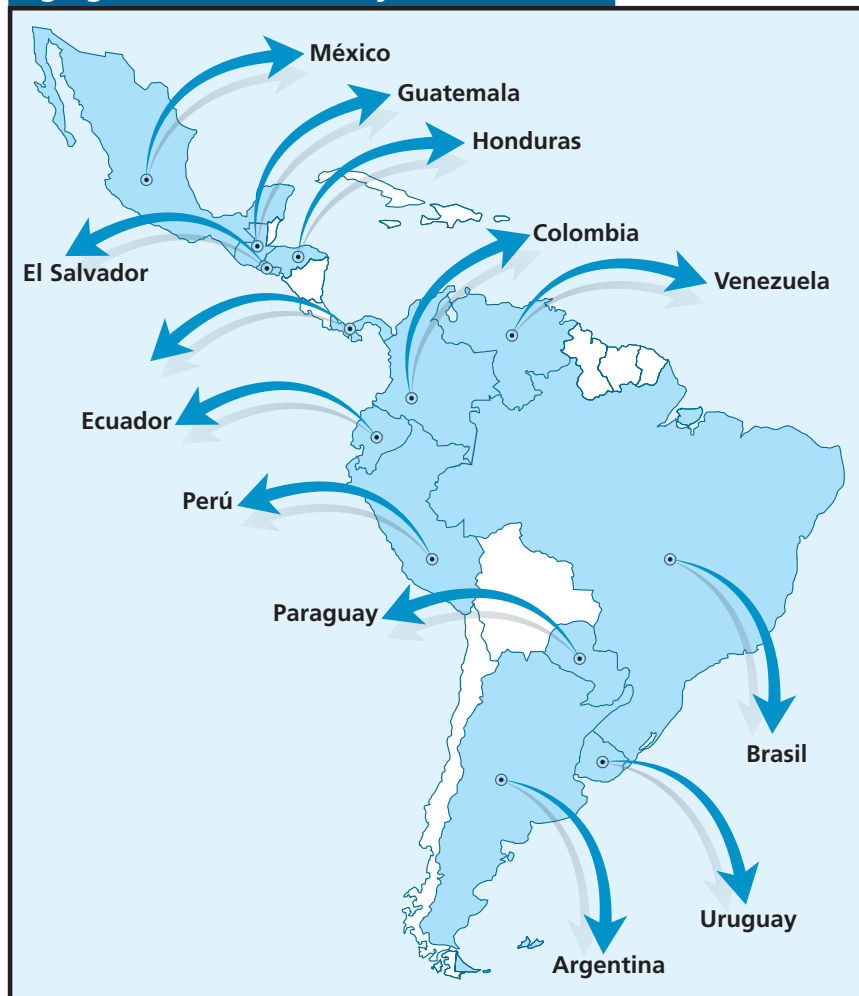 México
Guatemala
Honduras
Colombia
El Salvador
Venezuela
Ecuador
Perú
Paraguay
Brasil
Uruguay
Argentina